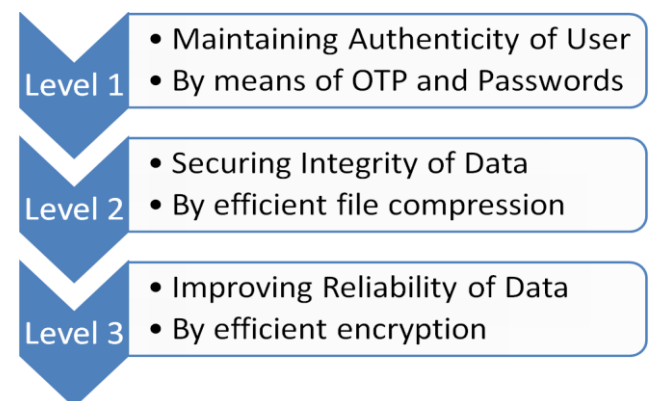 Level 1
• Maintaining Authenticity of User
• By means of OTP and Passwords
Level 2
• Securing Integrity of Data
• By efficient file compression
Level 3
• Improving Reliability of Data
• By efficient encryption